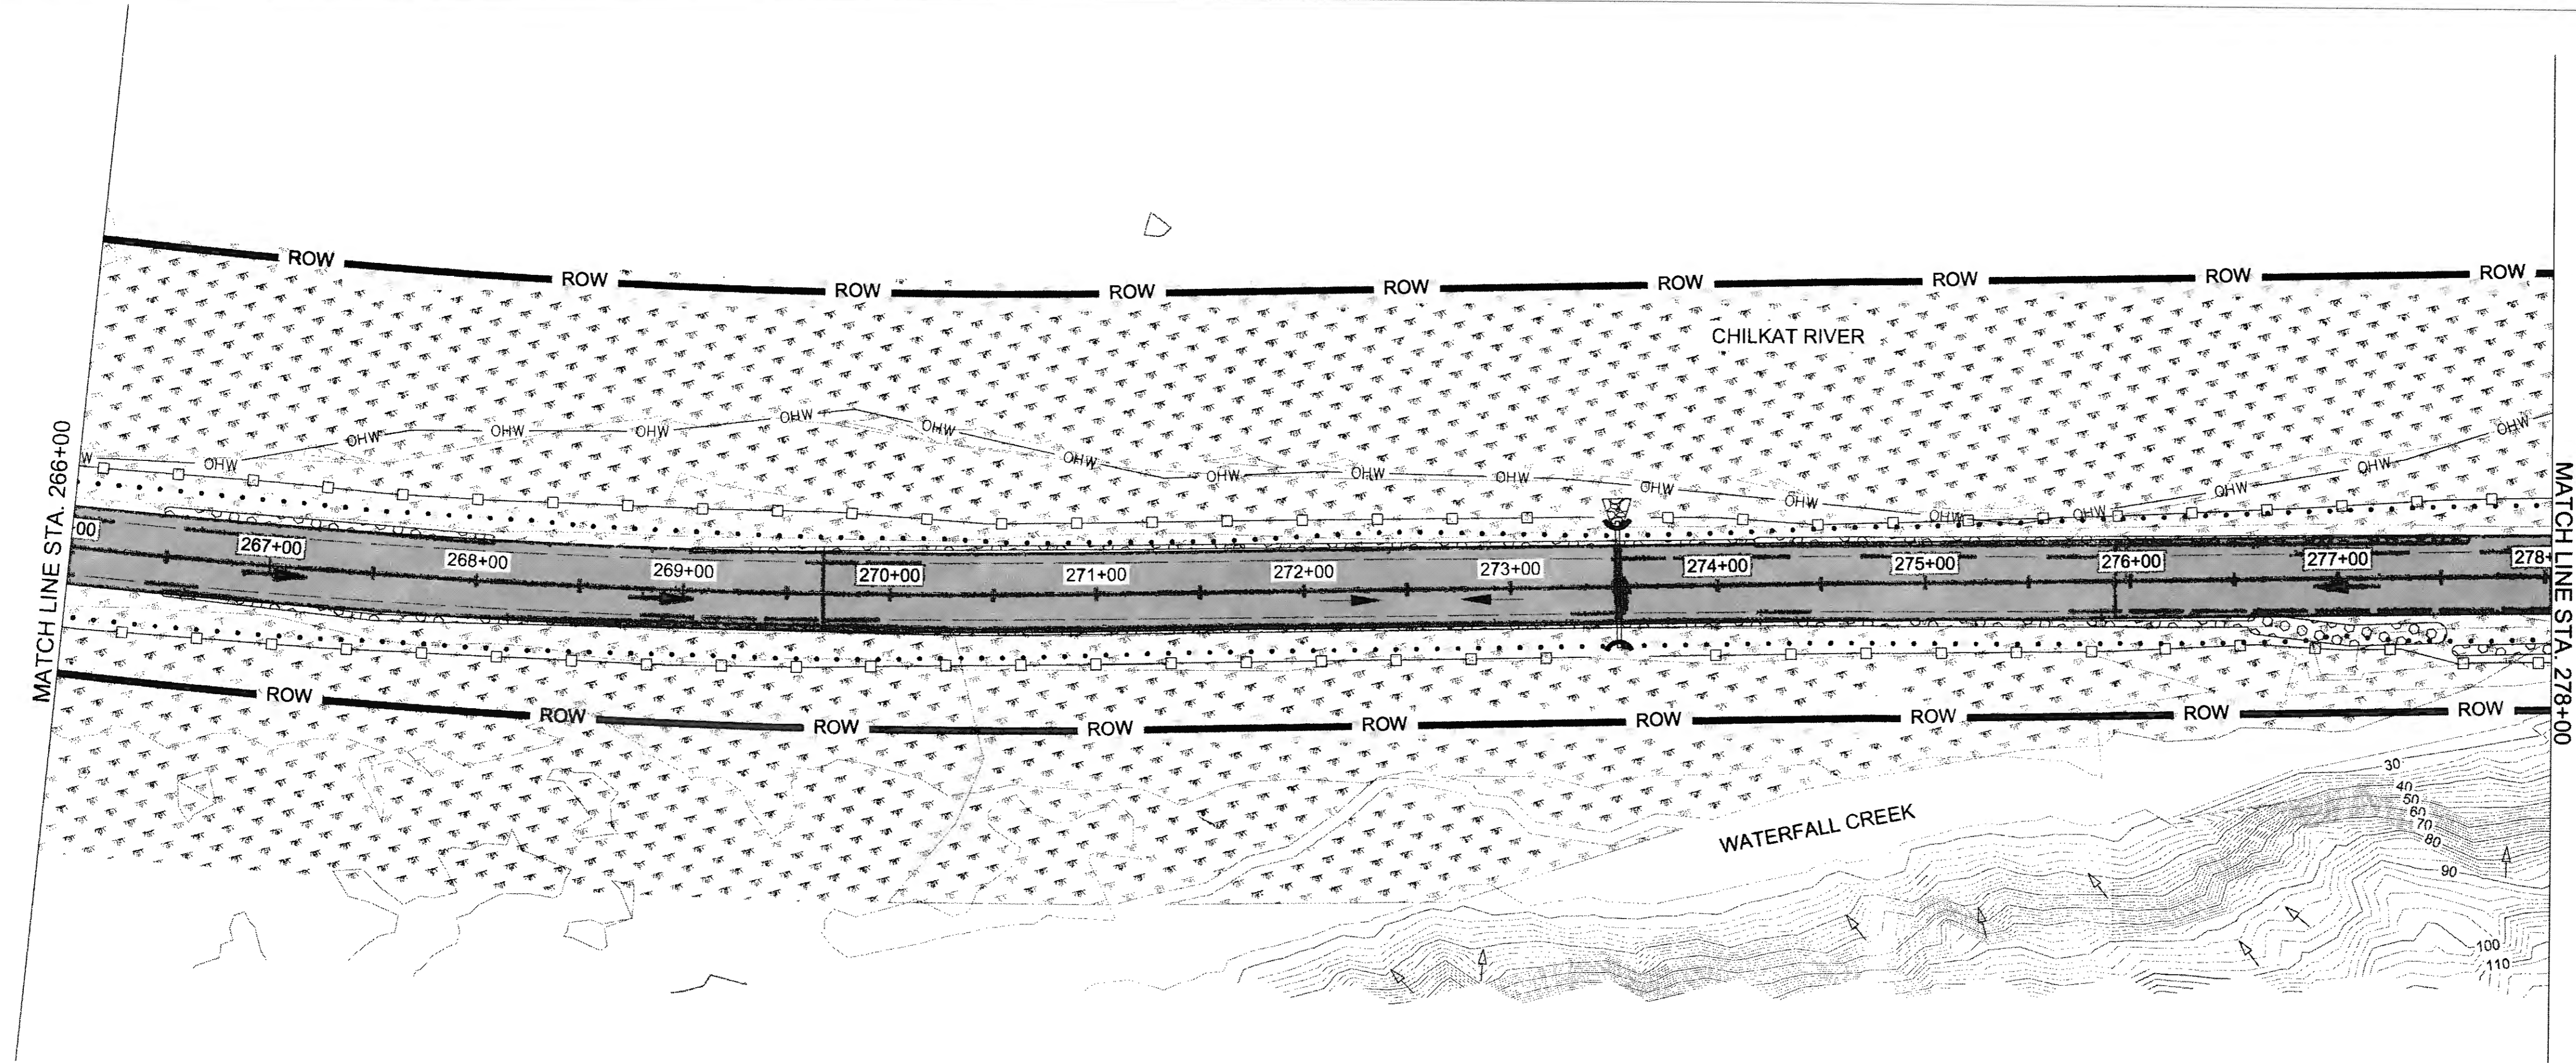 ROW ROW ROW ROW ROW ROW ROW ROW ROW
CHILKAT RIVER
W OHW OHW OHW OHW OHW OHW OHW OHW OHW OHW OHW OHW OHW OHW OHW OHW OHW
MATCH LINE STA. 266+00
00 267+00 268+00 269+00 270+00 271+00 272+00 273+00 274+00 275+00 276+00 277+00 278+
MATCH LINE STA. 278+00
ROW ROW ROW ROW ROW ROW ROW ROW ROW
WATERFALL CREEK
30
40
50
60
70
80
90
100
110